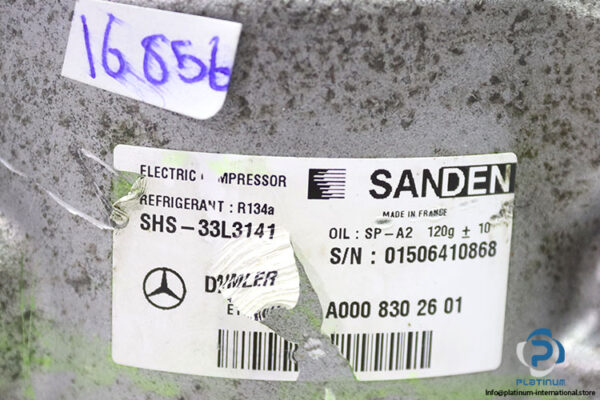 16856
ELECTRIC
REFRIGERANT : R134a
SHS-33L3141
SANDEN
MADE IN FRANCE
OIL : SP-A2 120g ± 10
S/N : 01506410868
A000 830 26 01
PLATINUM
info@platinum-international.store